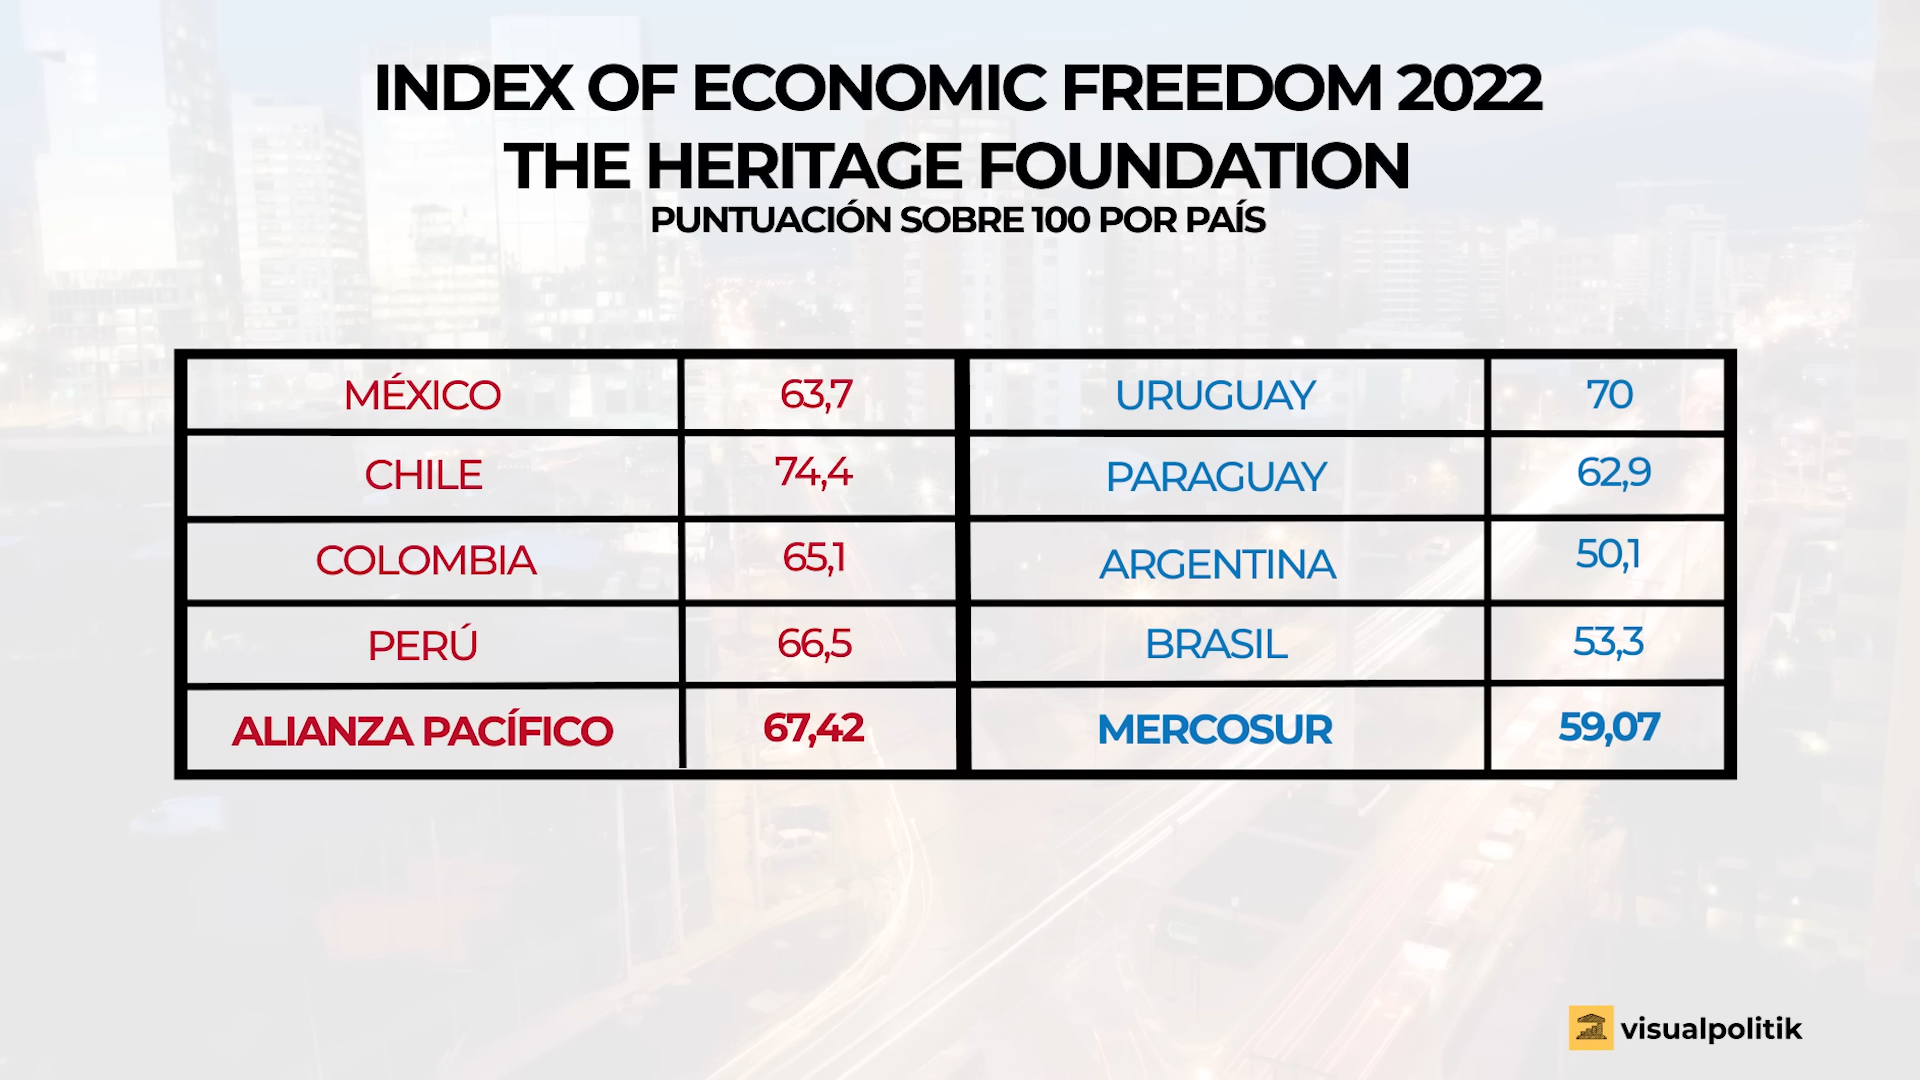 INDEX OF ECONOMIC FREEDOM 2022
THE HERITAGE FOUNDATION
PUNTUACIÓN SOBRE 100 POR PAÍS
MÉXICO 63,7 URUGUAY 70
CHILE 74,4 PARAGUAY 62,9
COLOMBIA 65,1 ARGENTINA 50,1
PERÚ 66,5 BRASIL 53,3
ALIANZA PACÍFICO 67,42 MERCOSUR 59,07
visualpolitik